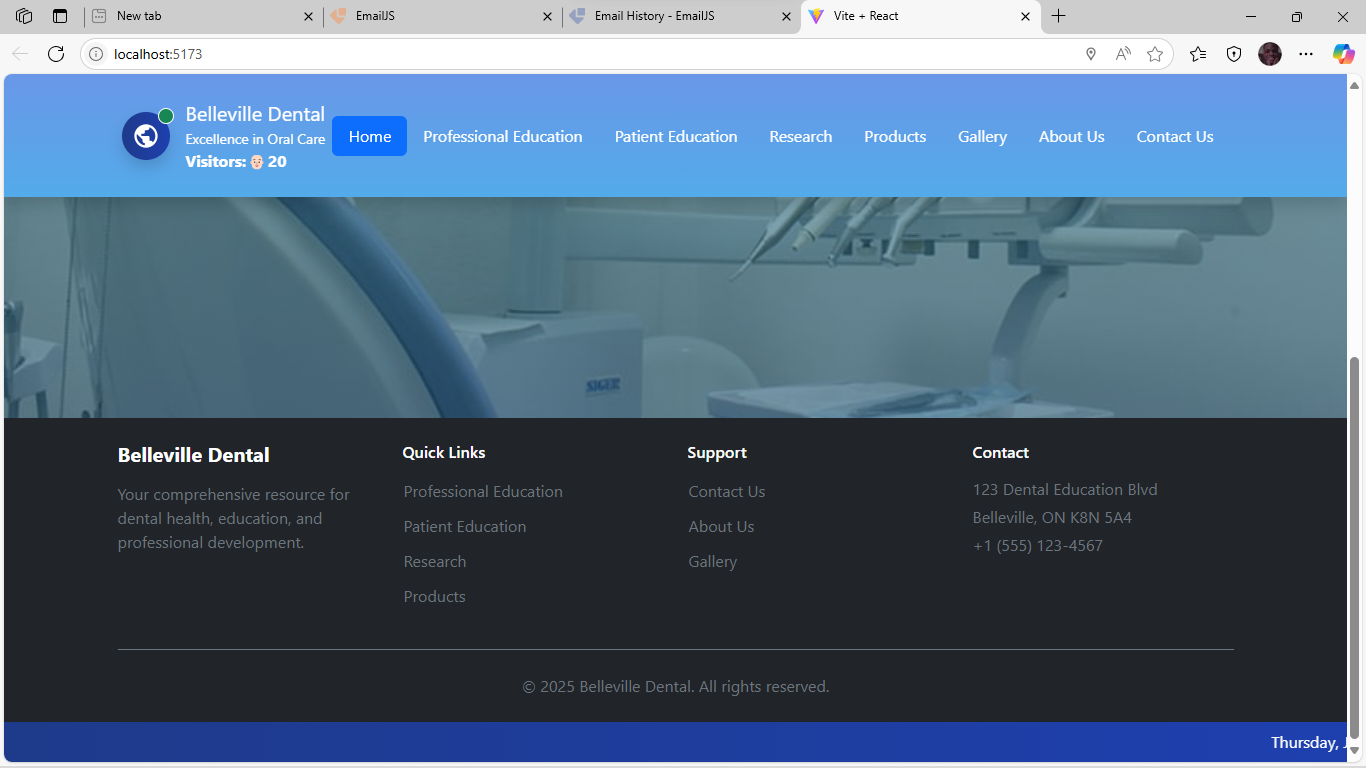 New tab
EmailJS
Email History - EmailJS
Vite + React
localhost:5173
Belleville Dental
Excellence in Oral Care
Visitors: 👴🏻 20
Home
Professional Education
Patient Education
Research
Products
Gallery
About Us
Contact Us
SIGER
Belleville Dental
Your comprehensive resource for
dental health, education, and
professional development.
Quick Links
Professional Education
Patient Education
Research
Products
Support
Contact Us
About Us
Gallery
Contact
123 Dental Education Blvd
Belleville, ON K8N 5A4
+1 (555) 123-4567
© 2025 Belleville Dental. All rights reserved.
Thursday,